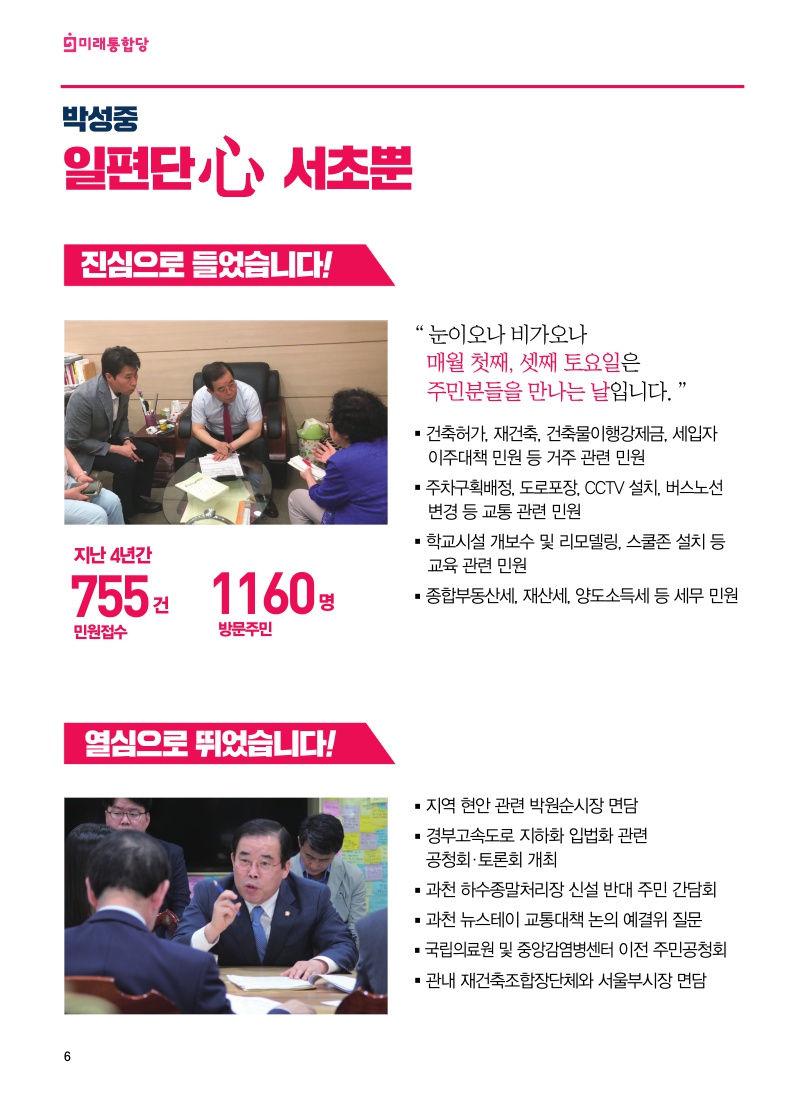 미래통합당
박성중
일편단心 서초뿐
진심으로 들었습니다!
“ 눈이오나 비가오나
매월 첫째, 셋째 토요일은
주민분들을 만나는 날입니다. ”
▪ 건축허가, 재건축, 건축물이행강제금, 세입자
이주대책 민원 등 거주 관련 민원
▪ 주차구획배정, 도로포장, CCTV 설치, 버스노선
변경 등 교통 관련 민원
▪ 학교시설 개보수 및 리모델링, 스쿨존 설치 등
교육 관련 민원
▪ 종합부동산세, 재산세, 양도소득세 등 세무 민원
지난 4년간
755건 1160명
민원접수 방문주민
열심으로 뛰었습니다!
▪ 지역 현안 관련 박원순시장 면담
▪ 경부고속도로 지하화 입법화 관련
공청회·토론회 개최
▪ 과천 하수종말처리장 신설 반대 주민 간담회
▪ 과천 뉴스테이 교통대책 논의 예결위 질문
▪ 국립의료원 및 중앙감염병센터 이전 주민공청회
▪ 관내 재건축조합장단체와 서울부시장 면담
6